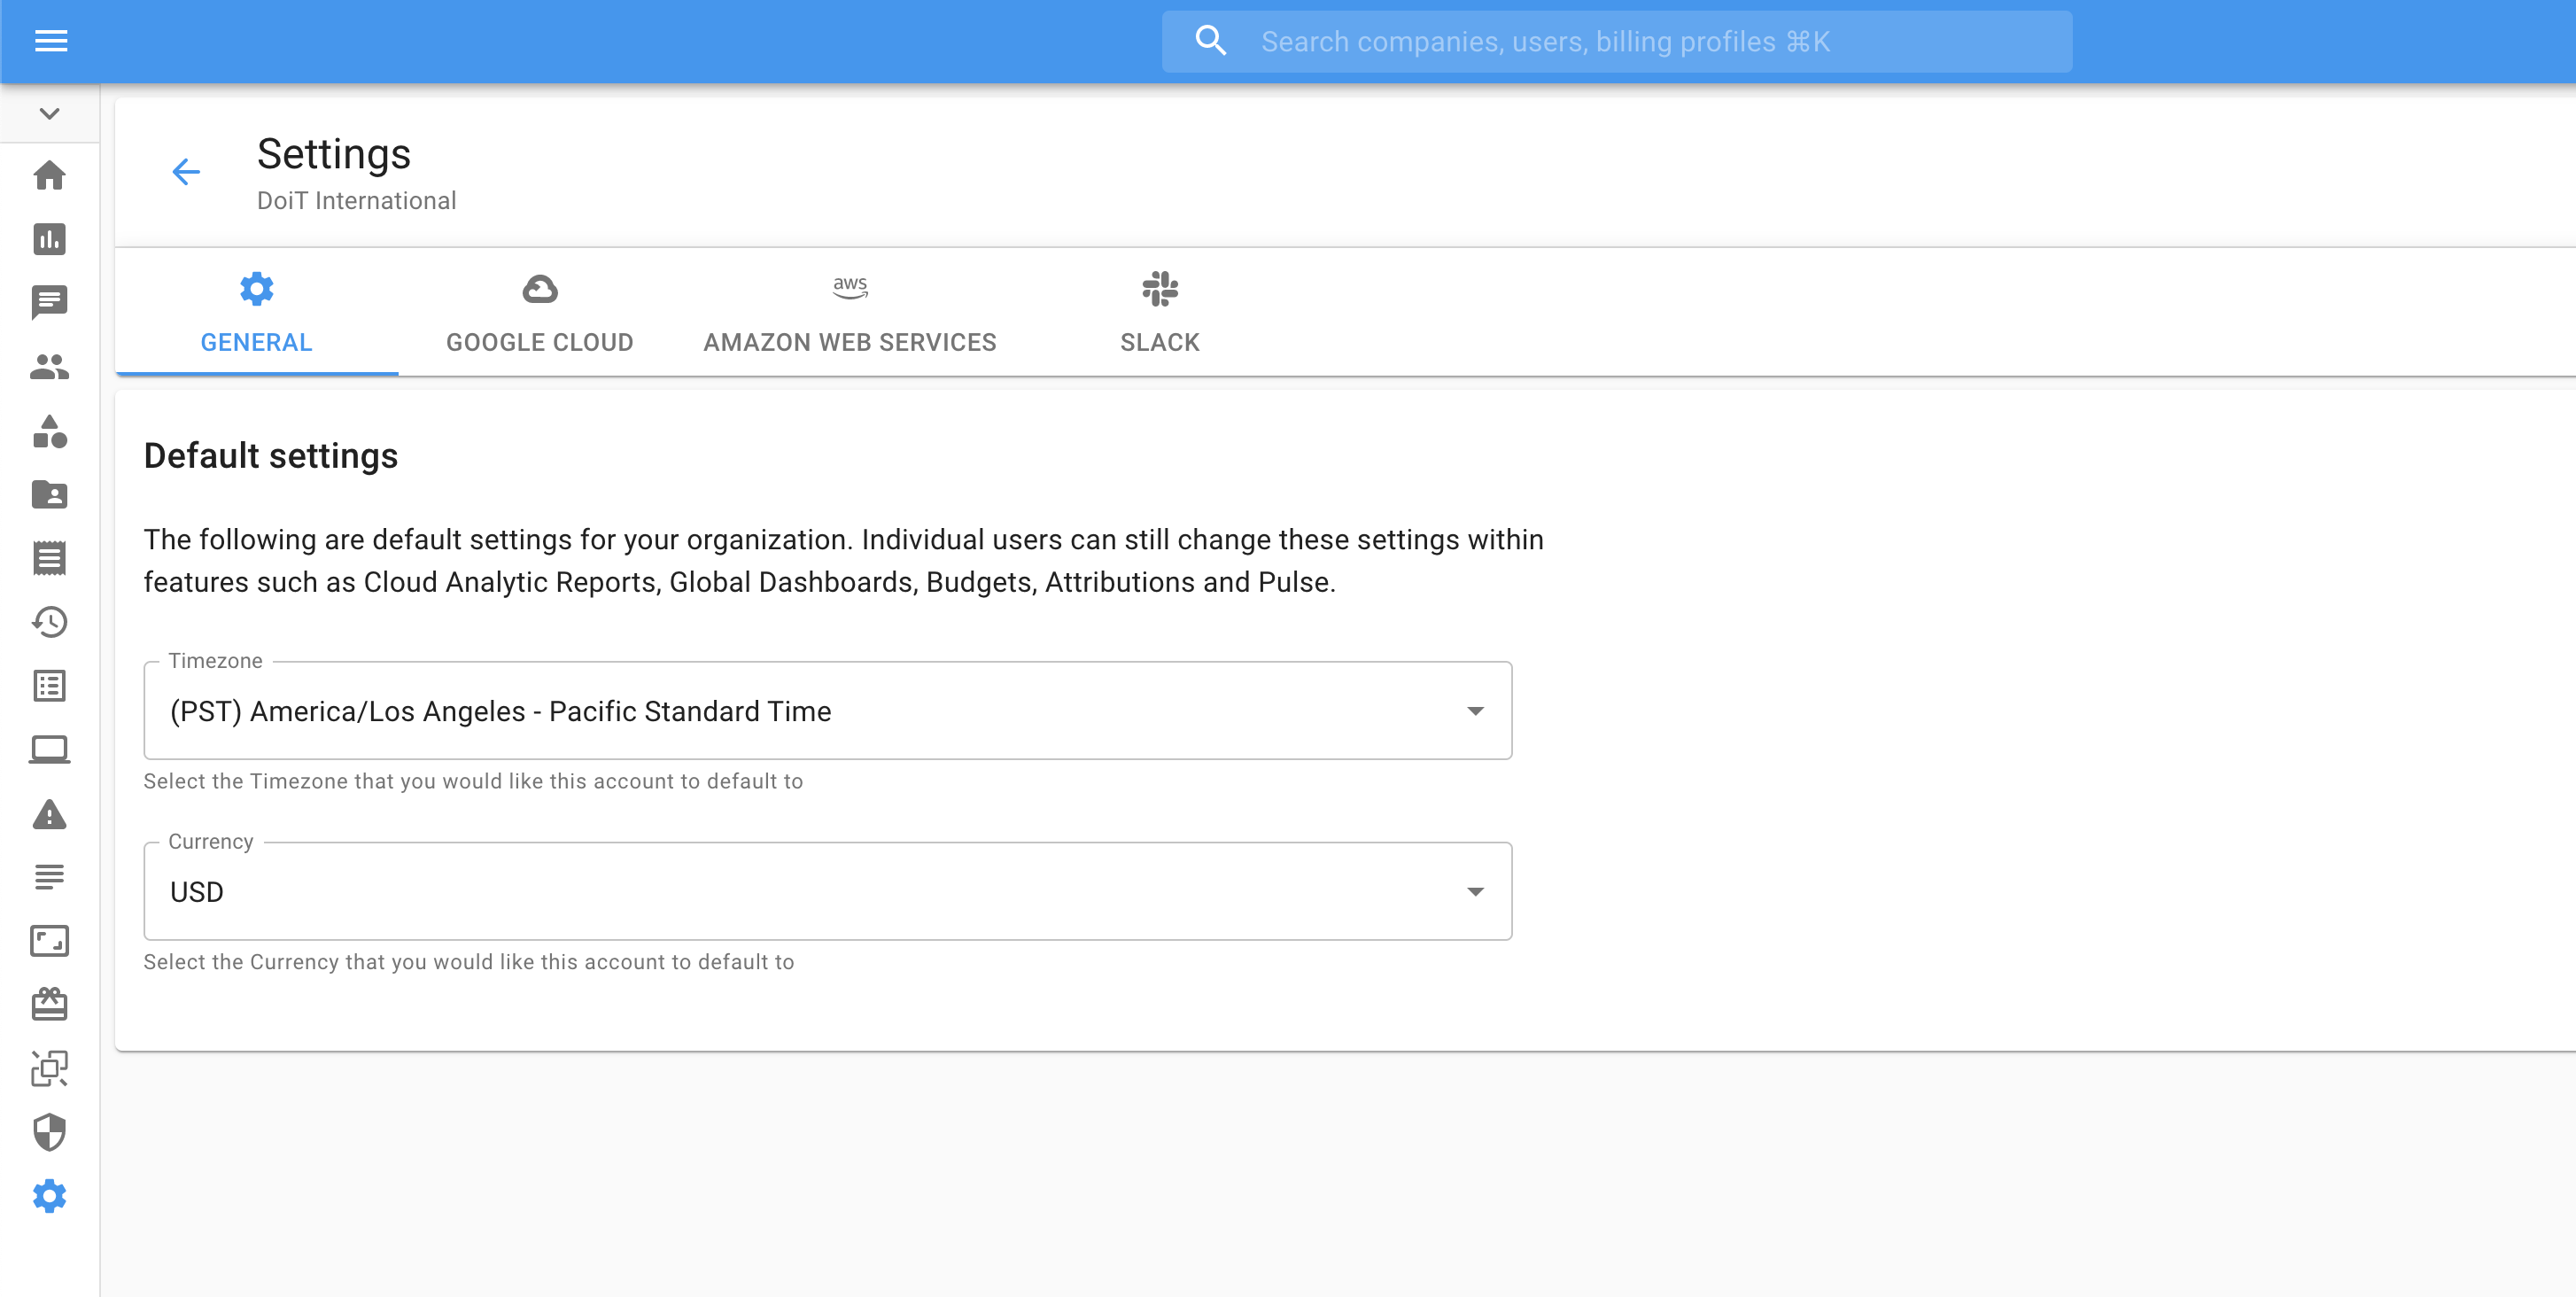 Search companies, users, billing profiles ⌘K
Settings
DoiT International
GENERAL
GOOGLE CLOUD
aws
AMAZON WEB SERVICES
SLACK
Default settings
The following are default settings for your organization. Individual users can still change these settings within
features such as Cloud Analytic Reports, Global Dashboards, Budgets, Attributions and Pulse.
Timezone
(PST) America/Los Angeles - Pacific Standard Time
Select the Timezone that you would like this account to default to
Currency
USD
Select the Currency that you would like this account to default to